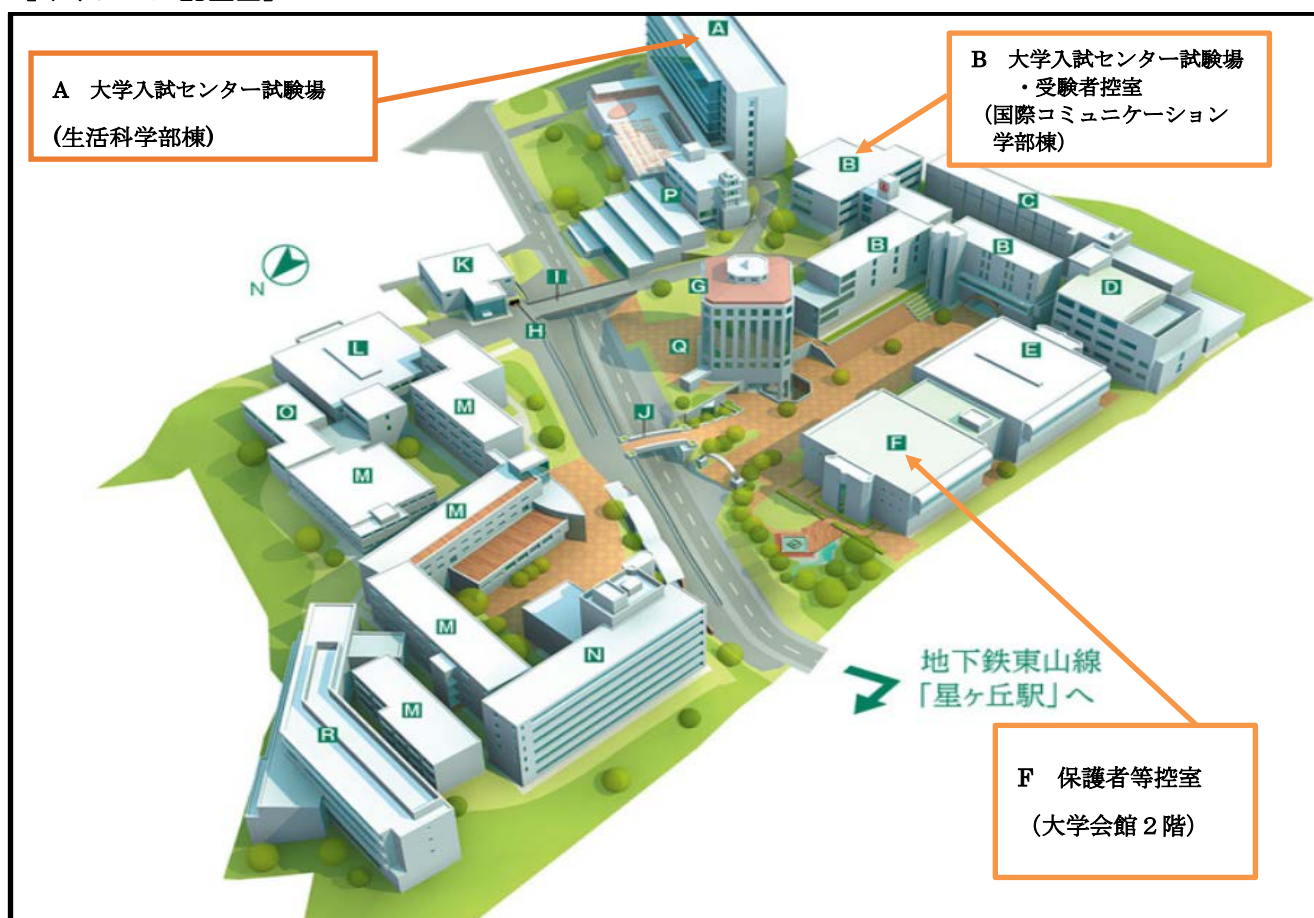 A 大学入試センター試験場
(生活科学部棟)
B 大学入試センター試験場
・受験者控室
(国際コミュニケーション
学部棟)
A
B
C
P
K
I
B
B
G
D
H
L
Q
E
M
O
J
F
M
M
M
N
M
R
N
地下鉄東山線
「星ヶ丘駅」へ
F 保護者等控室
(大学会館2階)